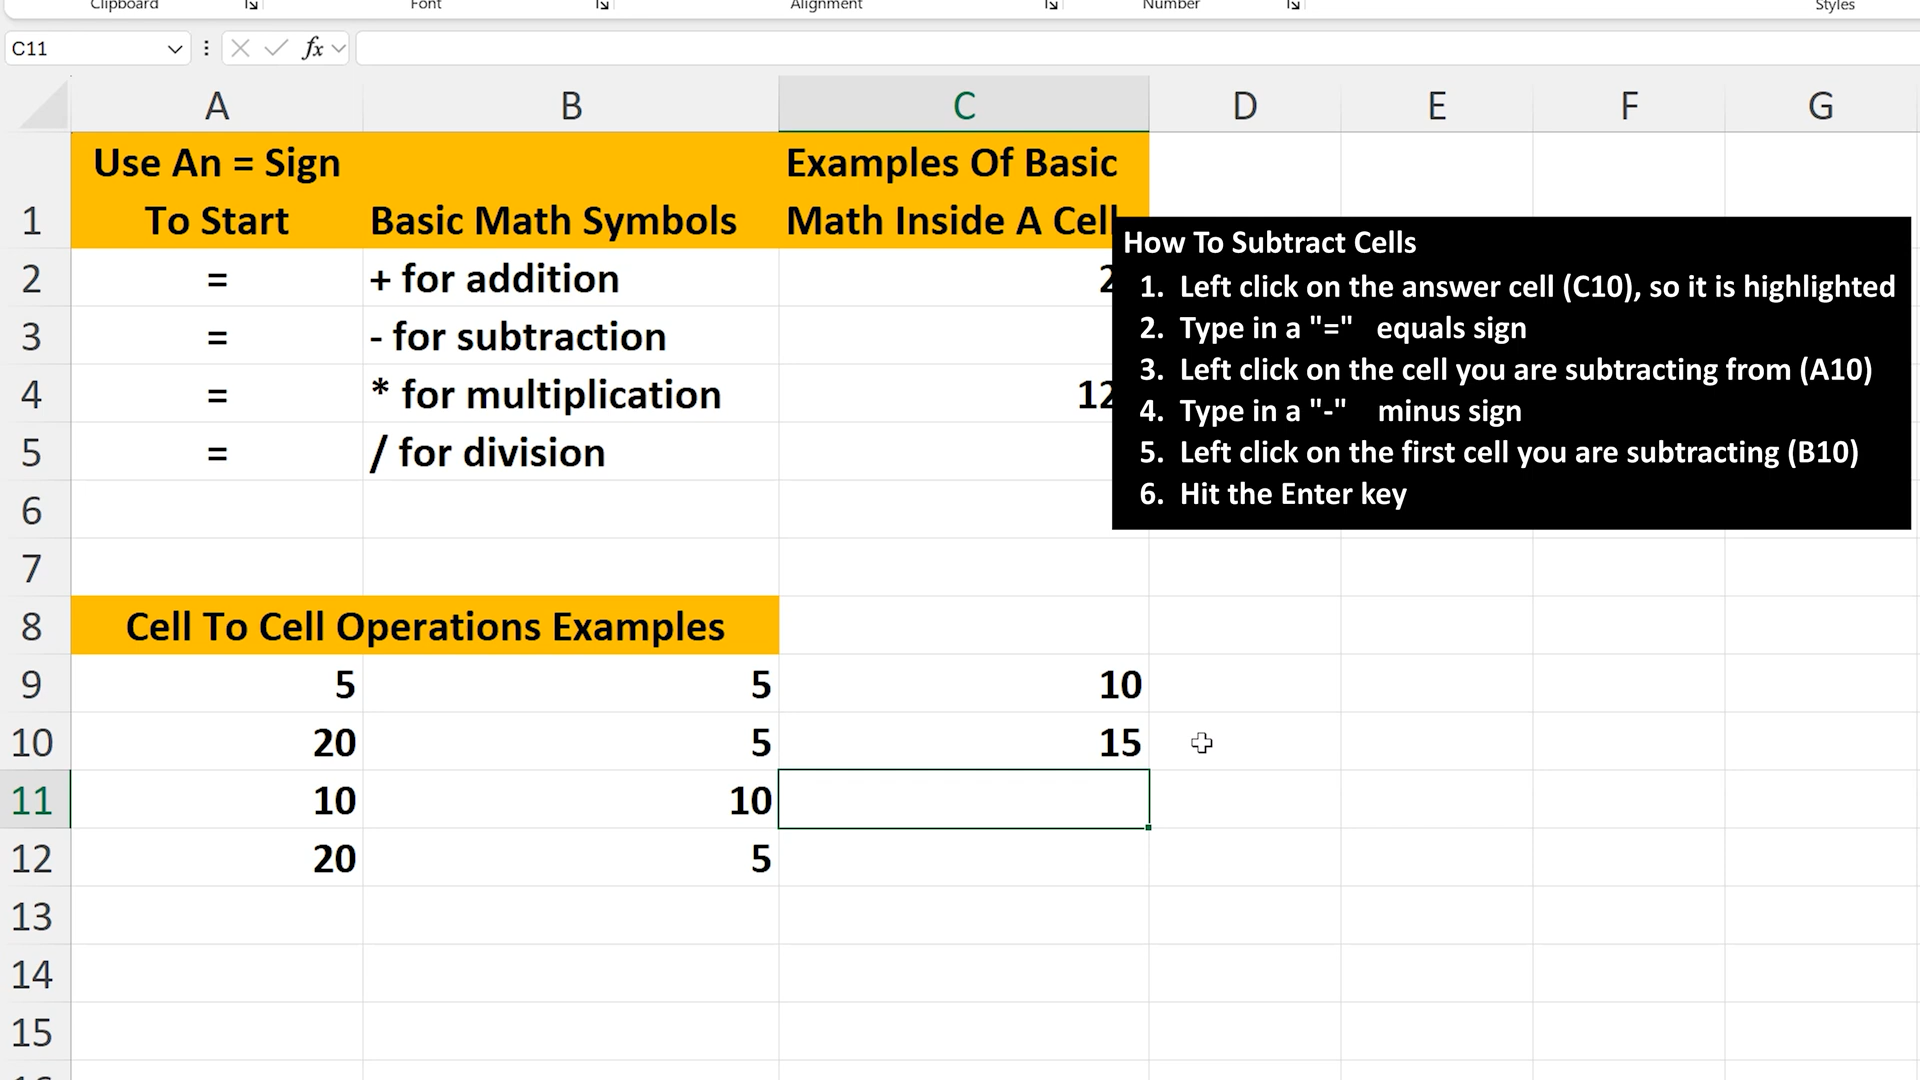 Clipboard Font Alignment Number Styles
C11 fx
A B C D E F G
Use An = Sign Examples Of Basic
1 To Start Basic Math Symbols Math Inside A Cell
2 = + for addition
3 = - for subtraction
4 = * for multiplication
5 = / for division
6
7
How To Subtract Cells
1. Left click on the answer cell (C10), so it is highlighted
2. Type in a "=" equals sign
3. Left click on the cell you are subtracting from (A10)
4. Type in a "-" minus sign
5. Left click on the first cell you are subtracting (B10)
6. Hit the Enter key
8 Cell To Cell Operations Examples
9 5 5 10
10 20 5 15
11 10 10
12 20 5
13
14
15